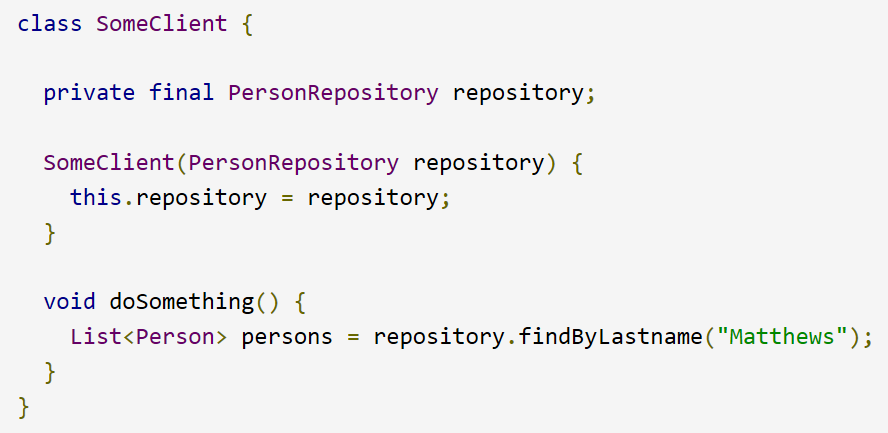 class SomeClient {
  private final PersonRepository repository;
  SomeClient(PersonRepository repository) {
    this.repository = repository;
  }
  void doSomething() {
    List<Person> persons = repository.findByLastname("Matthews");
  }
}